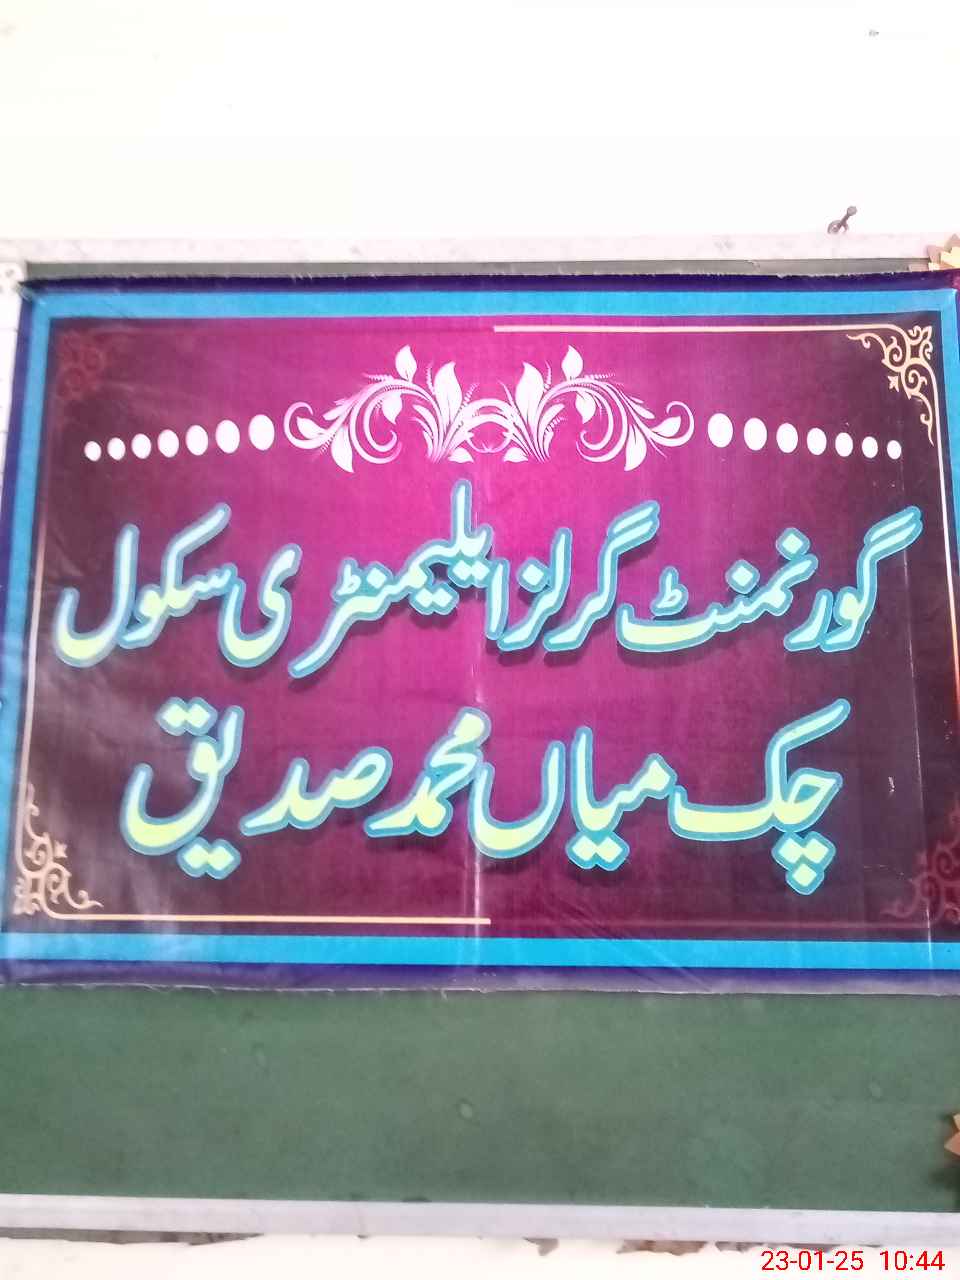 گورنمنٹ گرلز ایلیمنٹری سکول
چک میاں محمد صدیق
23-01-25 10:44